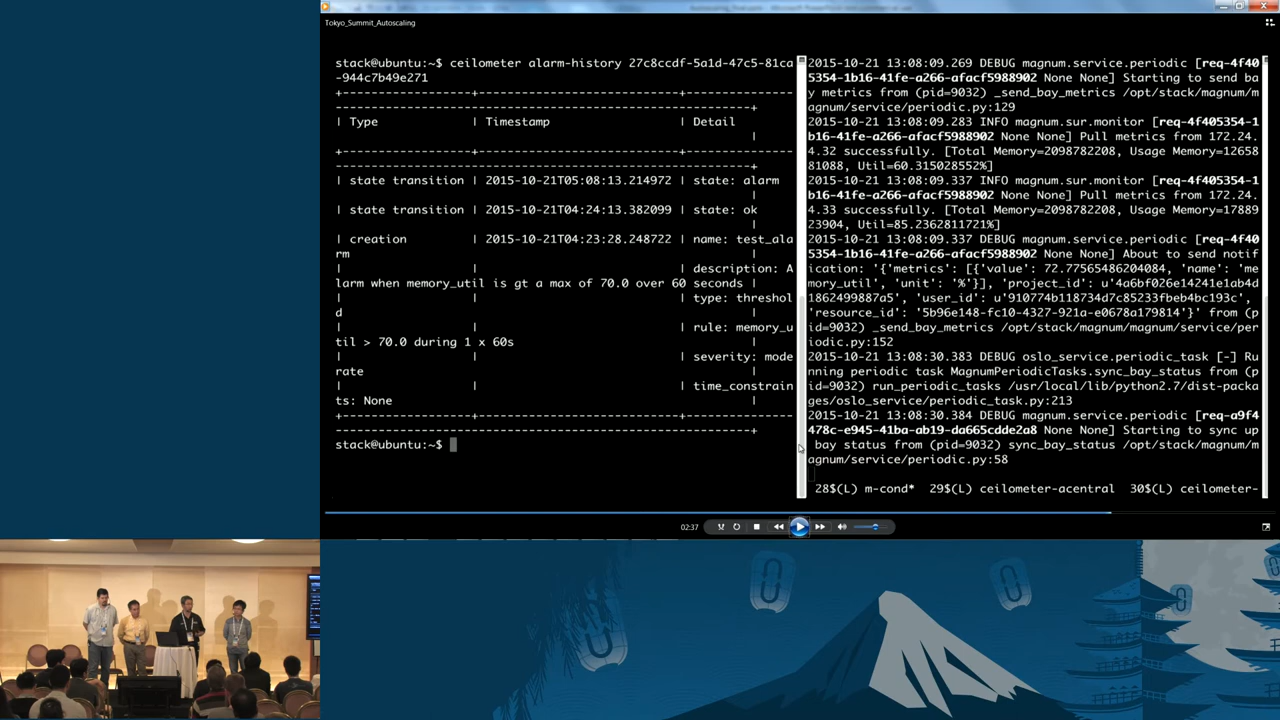 Tokyo_Summit_Autoscaling
stack@ubuntu:~$ ceilometer alarm-history 27c8ccdf-5a1d-47c5-81ca
-944c7b49e271
+----------------------+-----------------------------------+------------------
------------------------------------------------------------+
| Type | Timestamp | Detail
|
+----------------------+-----------------------------------+------------------
------------------------------------------------------------+
| state transition | 2015-10-21T05:08:13.214972 | state: alarm
|
| state transition | 2015-10-21T04:24:13.382099 | state: ok
|
| creation | 2015-10-21T04:23:28.248722 | name: test_ala
rm |
| | | description: A
larm when memory_util is gt a max of 70.0 over 60 seconds |
| | | type: threshol
d |
| | | rule: memory_u
til > 70.0 during 1 x 60s |
| | | severity: mode
rate |
| | | time_constrain
ts: None |
+----------------------+-----------------------------------+------------------
------------------------------------------------------------+
stack@ubuntu:~$
2015-10-21 13:08:09.269 DEBUG magnum.service.periodic [req-4f40
5354-1b16-41fe-a266-afacf5988902 None None] Starting to send ba
y metrics from (pid=9032) _send_bay_metrics /opt/stack/magnum/m
agnum/service/periodic.py:129
2015-10-21 13:08:09.283 INFO magnum.sur.monitor [req-4f405354-1
b16-41fe-a266-afacf5988902 None None] Pull metrics from 172.24.
4.32 successfully. [Total Memory=2098782208, Usage Memory=12658
81088, Util=60.315028552%]
2015-10-21 13:08:09.337 INFO magnum.sur.monitor [req-4f405354-1
b16-41fe-a266-afacf5988902 None None] Pull metrics from 172.24.
4.33 successfully. [Total Memory=2098782208, Usage Memory=17889
23904, Util=85.2362811721%]
2015-10-21 13:08:09.337 DEBUG magnum.service.periodic [req-4f40
5354-1b16-41fe-a266-afacf5988902 None None] About to send notif
ication: '{'metrics': [{'value': 72.77565486204084, 'name': 'me
mory_util', 'unit': '%'}], 'project_id': u'4a6bf026e14241e1ab4d
1862499887a5', 'user_id': u'910774b118734d7c85233fbeb4bc193c',
'resource_id': '5b96e148-fc10-4327-921a-e0678a179814'}' from (p
id=9032) _send_bay_metrics /opt/stack/magnum/magnum/service/per
iodic.py:152
2015-10-21 13:08:30.383 DEBUG oslo_service.periodic_task [-] Ru
nning periodic task MagnumPeriodicTasks.sync_bay_status from (p
id=9032) run_periodic_tasks /usr/local/lib/python2.7/dist-packa
ges/oslo_service/periodic_task.py:213
2015-10-21 13:08:30.384 DEBUG magnum.service.periodic [req-a9f4
478c-e945-41ba-ab19-da665cdde2a8 None None] Starting to sync up
bay status from (pid=9032) sync_bay_status /opt/stack/magnum/m
agnum/service/periodic.py:58
28$(L) m-cond* 29$(L) ceilometer-acentral 30$(L) ceilometer-
02:37